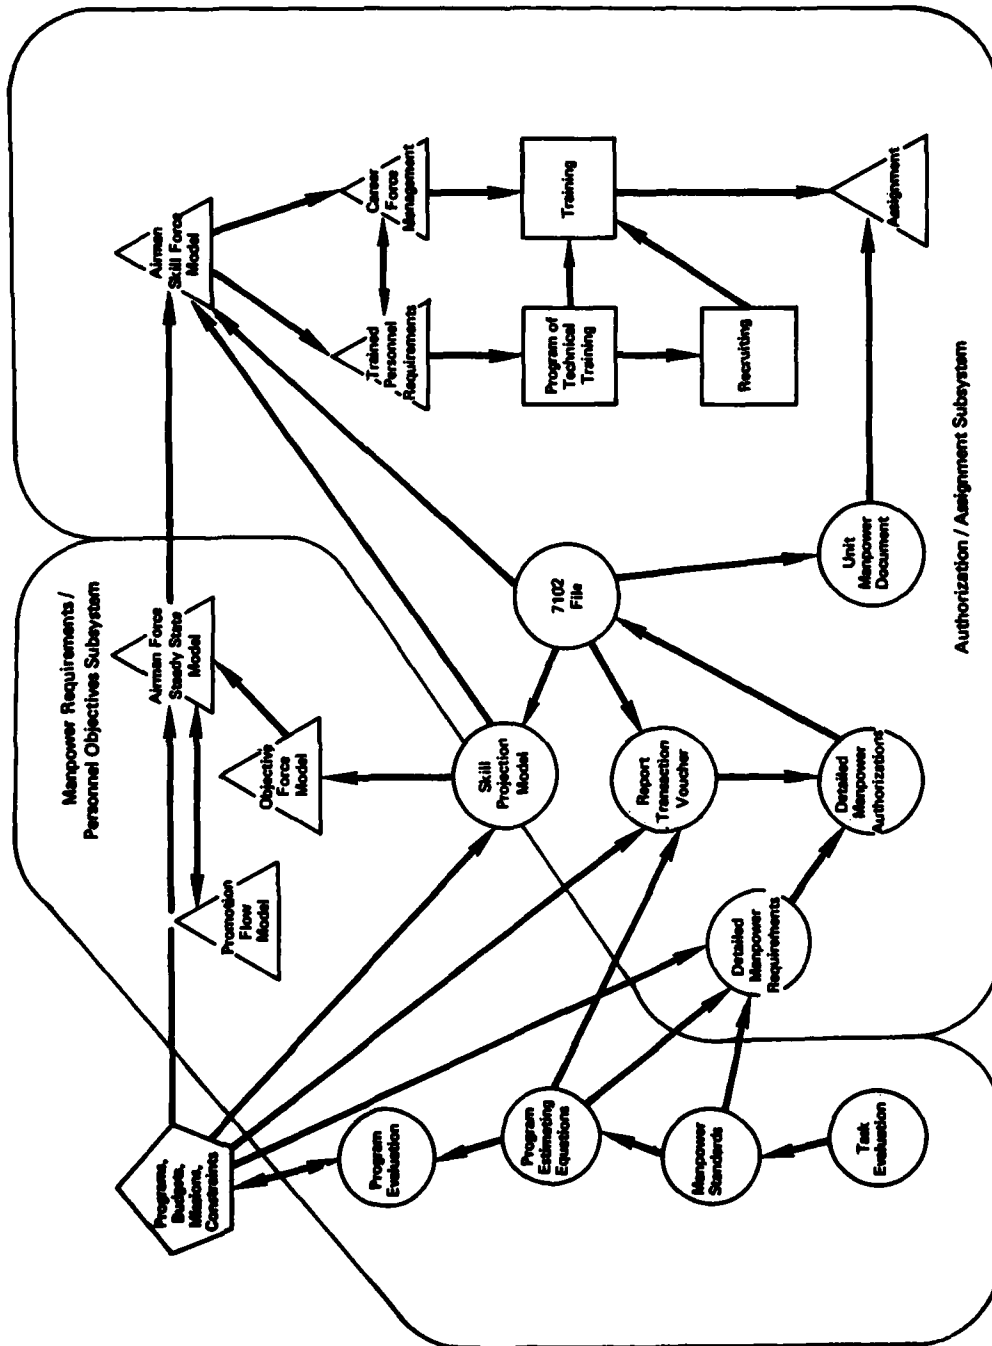 Manpower Requirements /
Personnel Objectives Subsystem
Programs,
Budgets,
Missions,
Constraints
Promotion
Flow
Model
Airman Force
Steady State
Model
Airman
Skill Force
Model
Objective
Force
Model
Trained
Personnel
Requirements
Career
Force
Management
Program
Evaluation
Skill
Projection
Model
7102
File
Program of
Technical
Training
Training
Program
Estimating
Equations
Report
Transaction
Voucher
Recruiting
Manpower
Standards
Detailed
Manpower
Requirements
Detailed
Manpower
Authorizations
Unit
Manpower
Document
Assignment
Task
Evaluation
Authorization / Assignment Subsystem